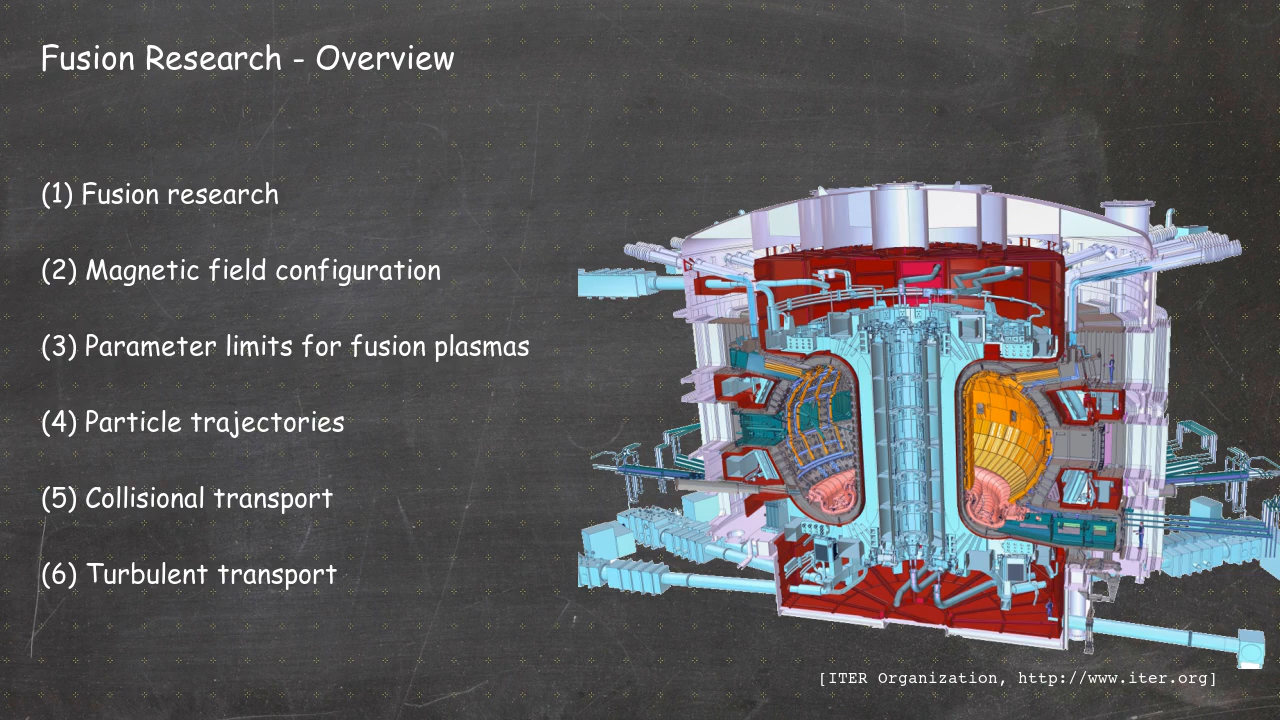 Fusion Research - Overview
(1) Fusion research
(2) Magnetic field configuration
(3) Parameter limits for fusion plasmas
(4) Particle trajectories
(5) Collisional transport
(6) Turbulent transport
[ITER Organization, http://www.iter.org]